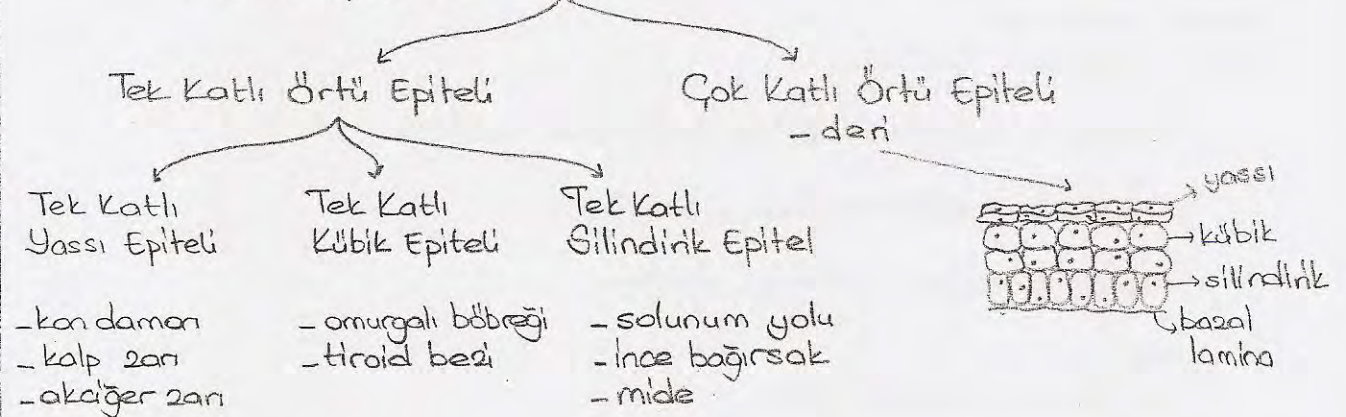 Tek Katlı Örtü Epiteli
Çok Katlı Örtü Epiteli
- deri
Tek Katlı
Yassı Epiteli
- kan damarı
- kalp zarı
- akciğer zarı
Tek Katlı
Kübik Epiteli
- omurgalı böbreği
- tiroid bezi
Tek Katlı
Silindirik Epitel
- solunum yolu
- ince bağırsak
- mide
yassı
kübik
silindirik
bazal
lamina